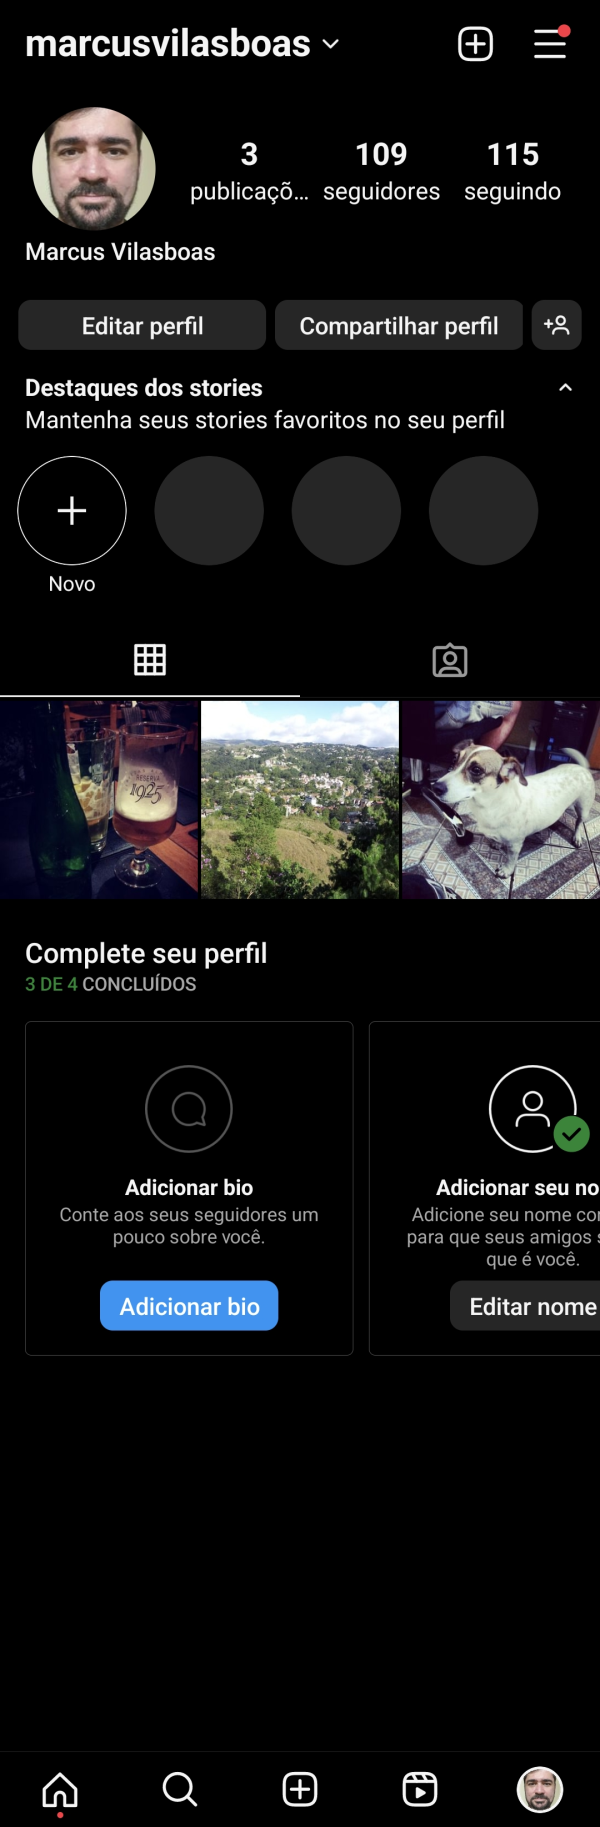 marcusvilasboas
3 109 115
publicaçõ... seguidores seguindo
Marcus Vilasboas
Editar perfil Compartilhar perfil
Destaques dos stories
Mantenha seus stories favoritos no seu perfil
Novo
RESERVA
1925
Complete seu perfil
3 DE 4 CONCLUÍDOS
Adicionar bio
Conte aos seus seguidores um
pouco sobre você.
Adicionar bio
Adicionar seu no
Adicione seu nome co
para que seus amigos s
que é você.
Editar nome